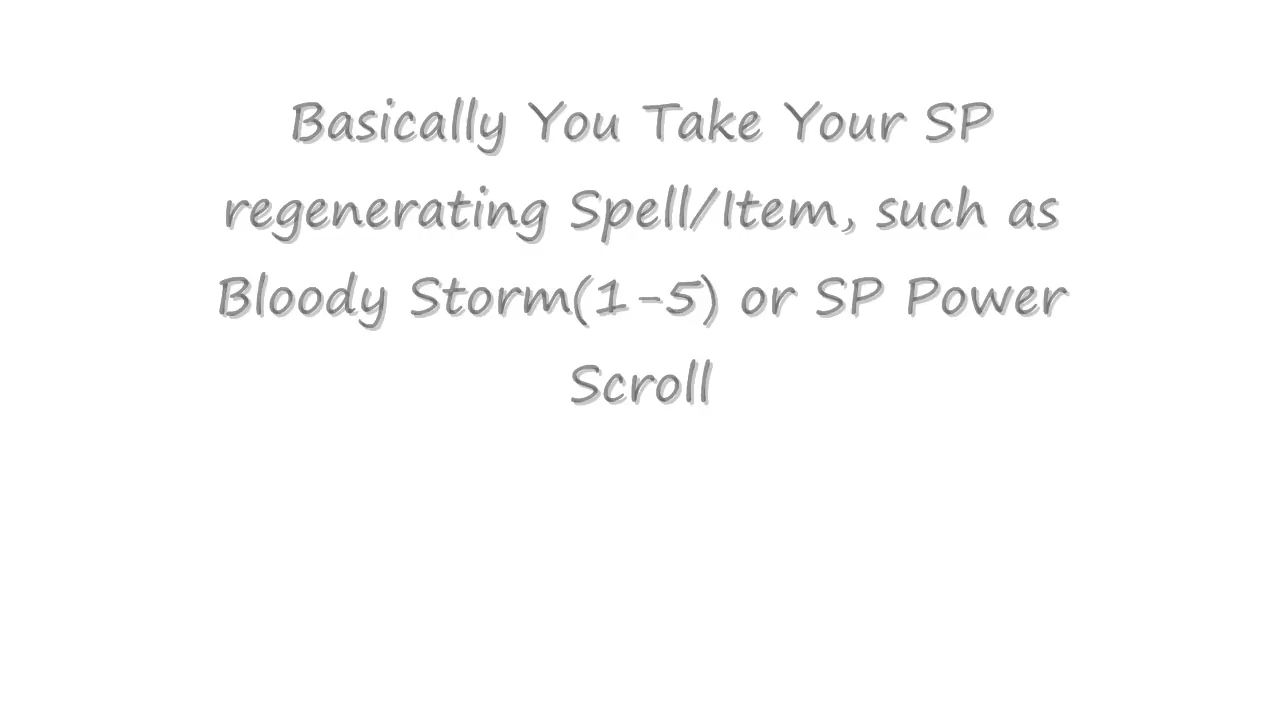 Basically You Take Your SP
regenerating Spell/Item, such as
Bloody Storm(1-5) or SP Power
Scroll